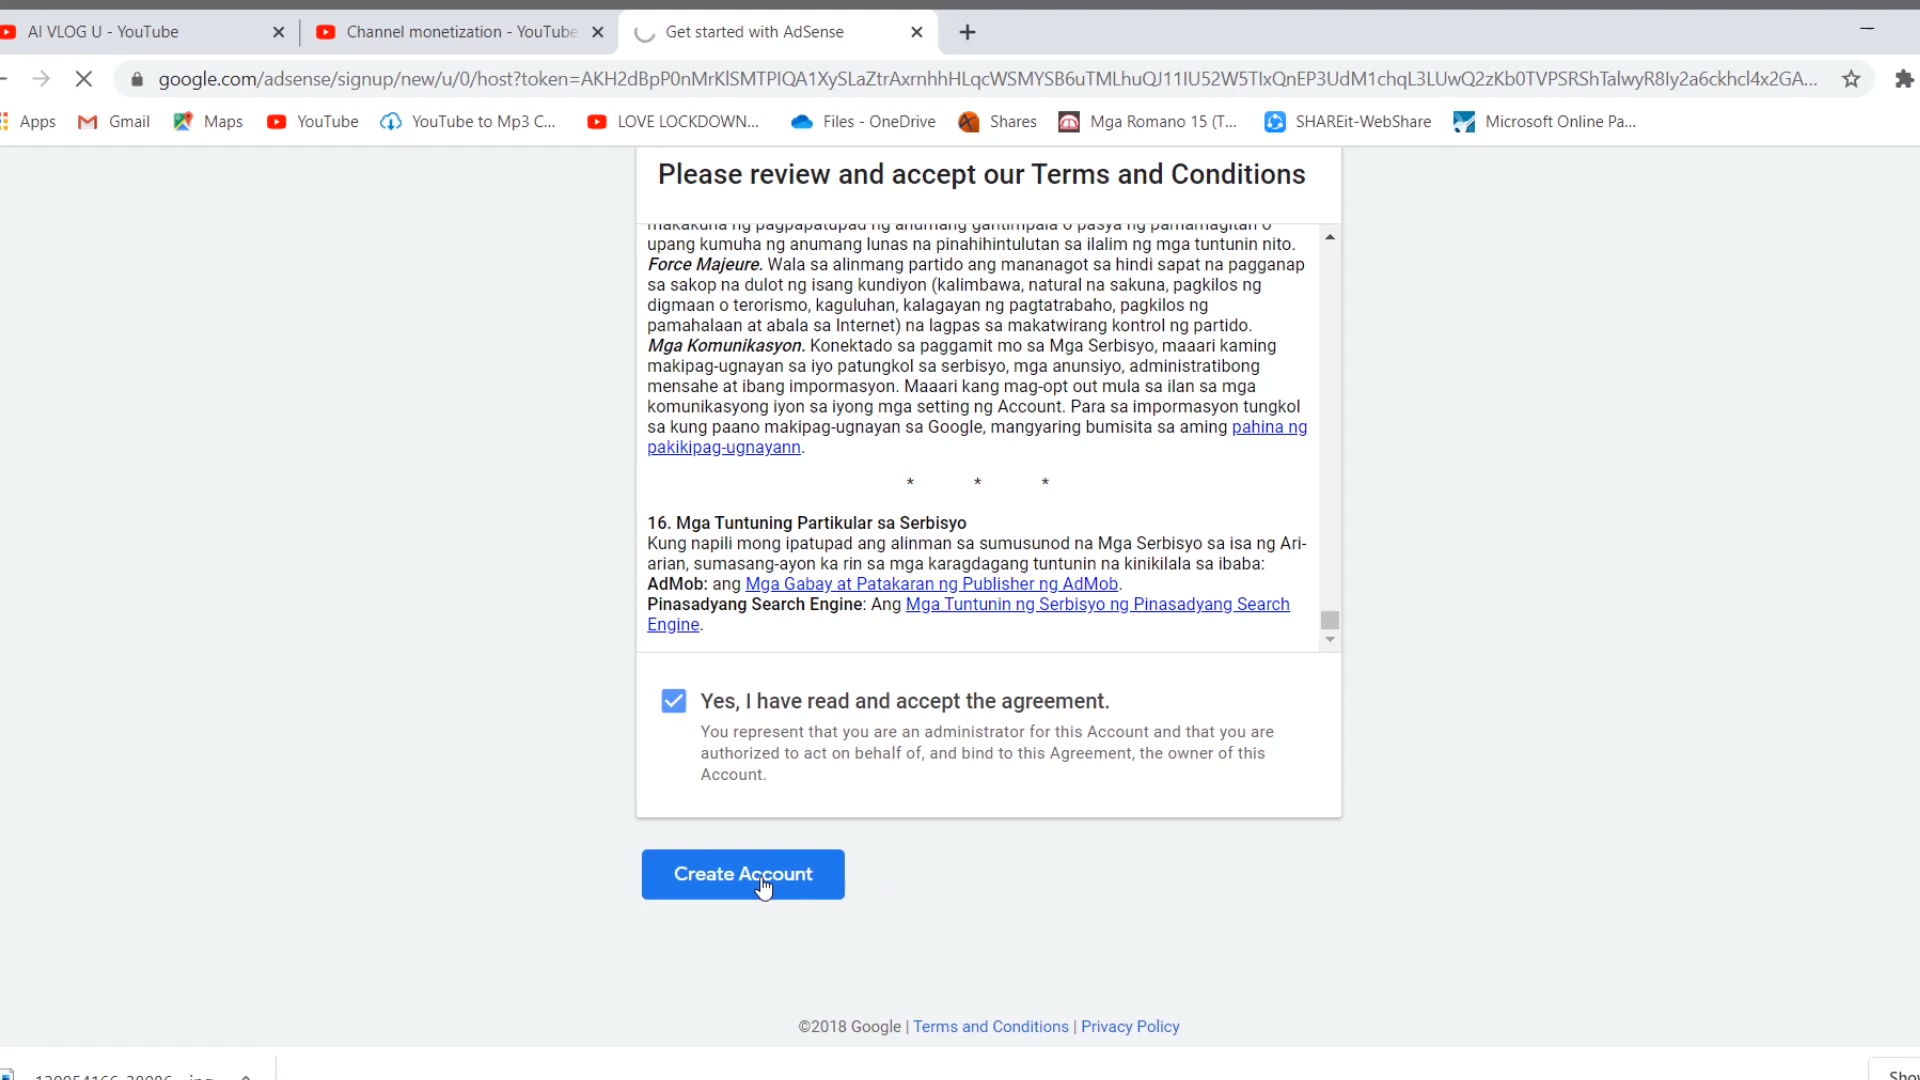 AI VLOG U - YouTube
Channel monetization - YouTube
Get started with AdSense
google.com/adsense/signup/new/u/0/host?token=
Apps
Gmail
Maps
YouTube
YouTube to Mp3 C...
LOVE LOCKDOWN...
Files - OneDrive
Shares
Mga Romano 15 (T...
SHAREit-WebShare
Microsoft Online Pa...
Please review and accept our Terms and Conditions
makakuha ng pagpapatupad ng anumang gantimpala o pasya ng pamamagitan o
upang kumuha ng anumang lunas na pinahihintulutan sa ilalim ng mga tuntunin nito.
Force Majeure. Wala sa alinmang partido ang mananagot sa hindi sapat na pagganap
sa sakop na dulot ng isang kundiyon (kalimbawa, natural na sakuna, pagkilos ng
digmaan o terorismo, kaguluhan, kalagayan ng pagtatrabaho, pagkilos ng
pamahalaan at abala sa Internet) na lagpas sa makatwirang kontrol ng partido.
Mga Komunikasyon. Konektado sa paggamit mo sa Mga Serbisyo, maaari kaming
makipag-ugnayan sa iyo patungkol sa serbisyo, mga anunsiyo, administratibong
mensahe at ibang impormasyon. Maaari kang mag-opt out mula sa ilan sa mga
komunikasyong iyon sa iyong mga setting ng Account. Para sa impormasyon tungkol
sa kung paano makipag-ugnayan sa Google, mangyaring bumisita sa aming pahina ng
pakikipag-ugnayann.
* * *
16. Mga Tuntuning Partikular sa Serbisyo
Kung napili mong ipatupad ang alinman sa sumusunod na Mga Serbisyo sa isa ng Ari-
arian, sumasang-ayon ka rin sa mga karagdagang tuntunin na kinikilala sa ibaba:
AdMob: ang Mga Gabay at Patakaran ng Publisher ng AdMob.
Pinasadyang Search Engine: Ang Mga Tuntunin ng Serbisyo ng Pinasadyang Search
Engine.
Yes, I have read and accept the agreement.
You represent that you are an administrator for this Account and that you are
authorized to act on behalf of, and bind to this Agreement, the owner of this
Account.
Create Account
©2018 Google | Terms and Conditions | Privacy Policy